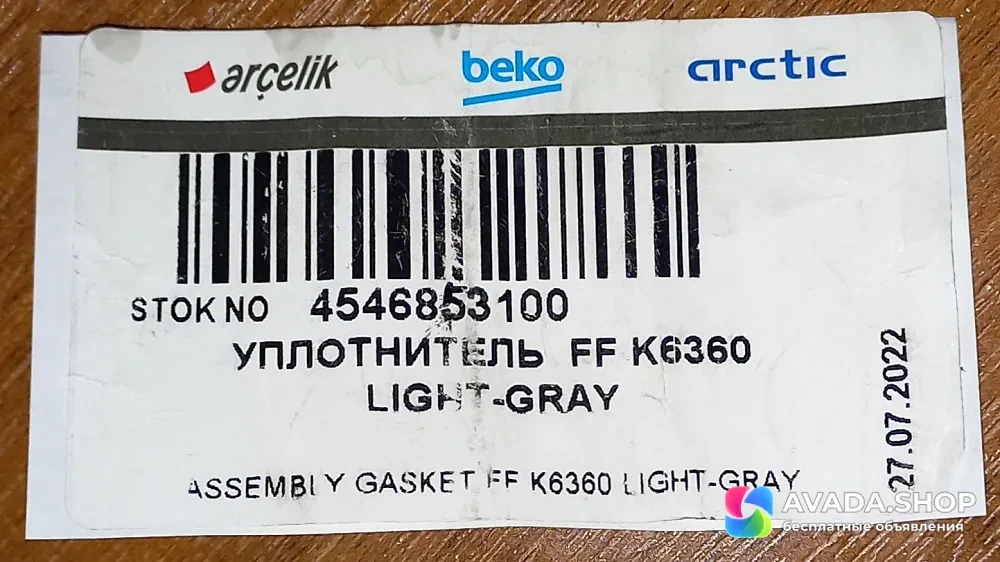 arçelik beko arctic
STOK NO 4546853100
УПЛОТНИТЕЛЬ FF K6360
LIGHT-GRAY
27.07.2022
ASSEMBLY GASKET FF K6360 LIGHT-GRAY
AVADA.SHOP
бесплатные объявления